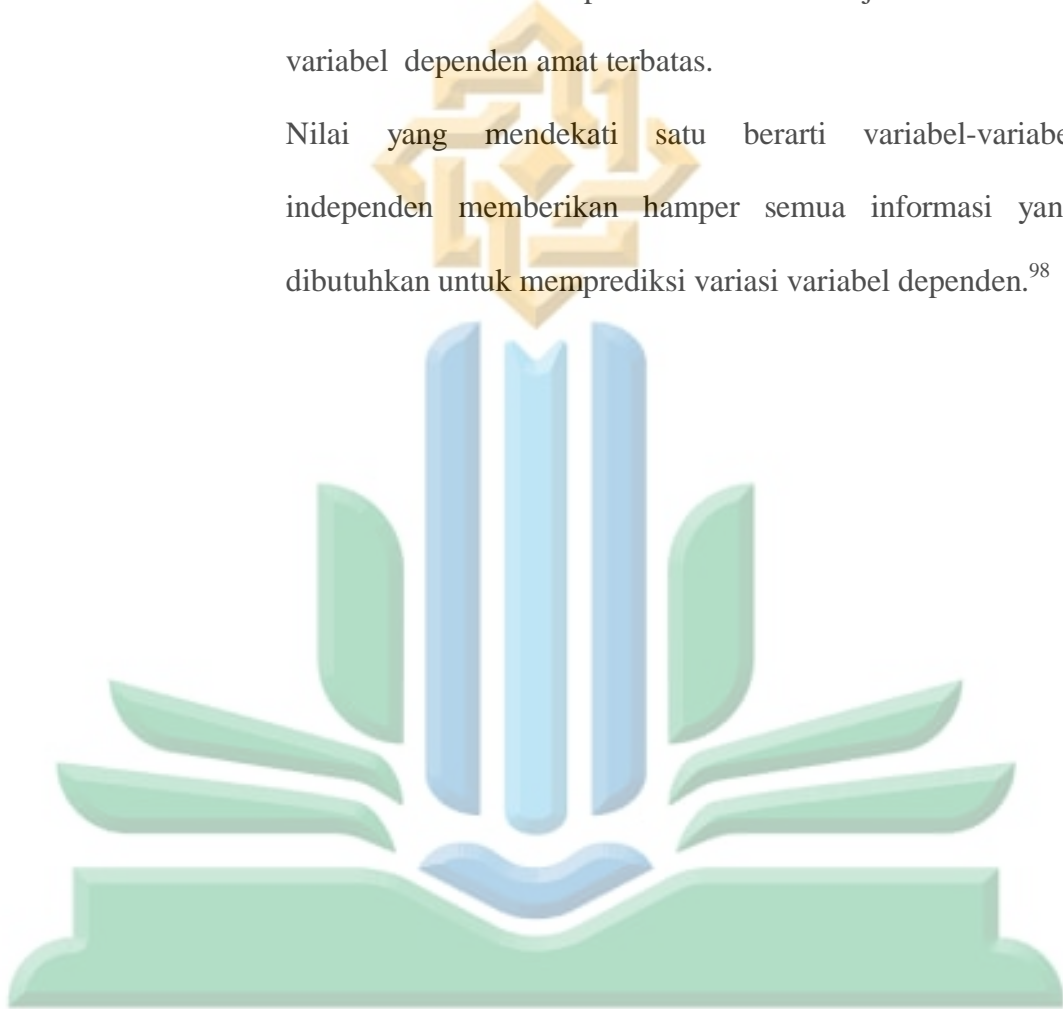 variabel dependen amat terbatas.
Nilai yang mendekati satu berarti variabel-variabe
independen memberikan hamper semua informasi yan
dibutuhkan untuk memprediksi variasi variabel dependen.98